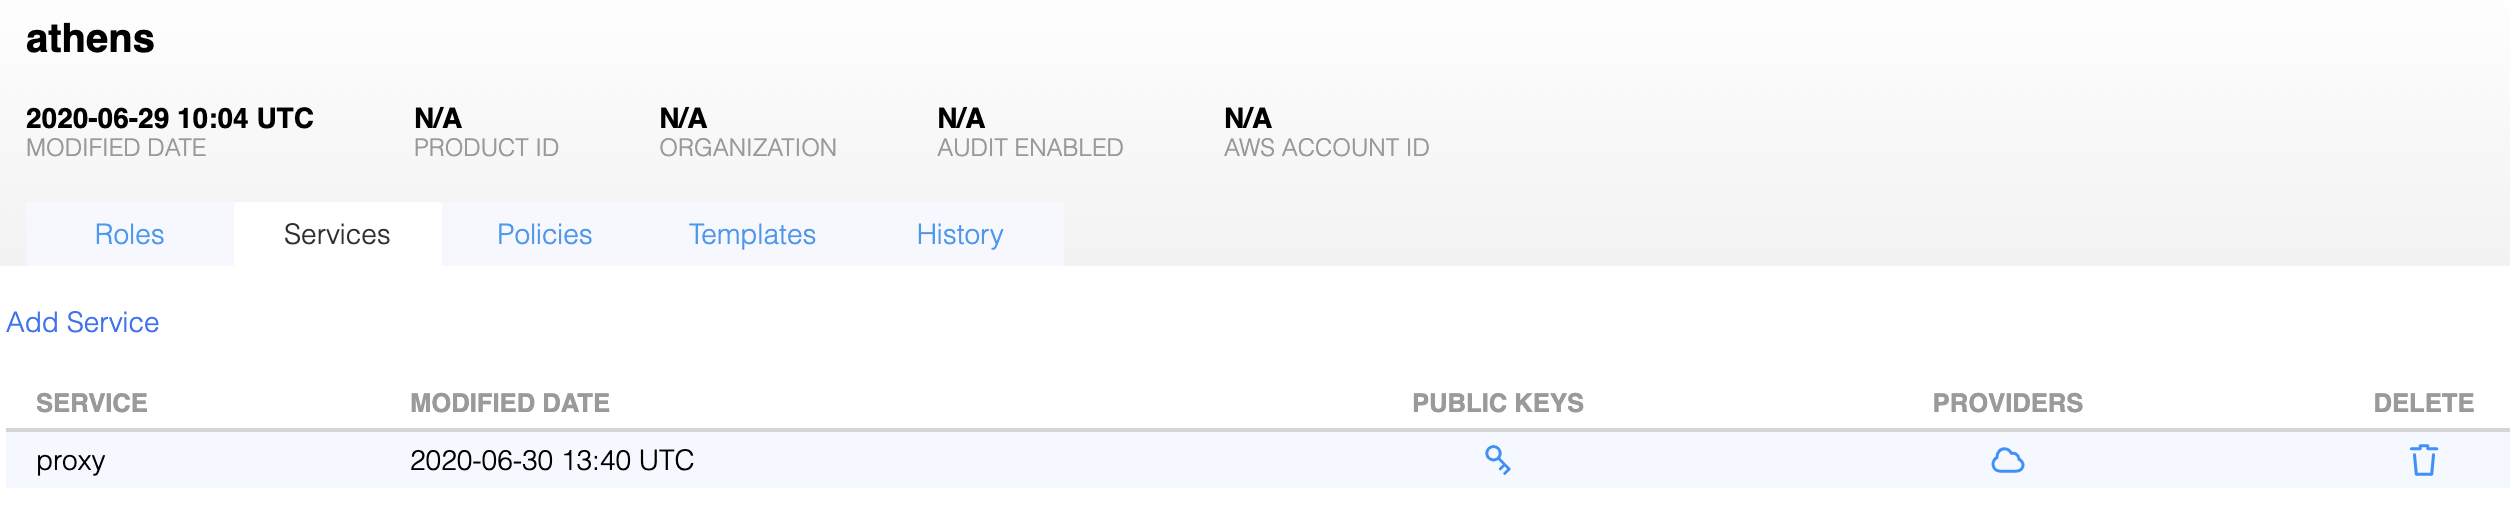 athens
2020-06-29 10:04 UTC N/A N/A N/A N/A
MODIFIED DATE PRODUCT ID ORGANIZATION AUDIT ENABLED AWS ACCOUNT ID
Roles Services Policies Templates History
Add Service
SERVICE MODIFIED DATE PUBLIC KEYS PROVIDERS DELETE
proxy 2020-06-30 13:40 UTC